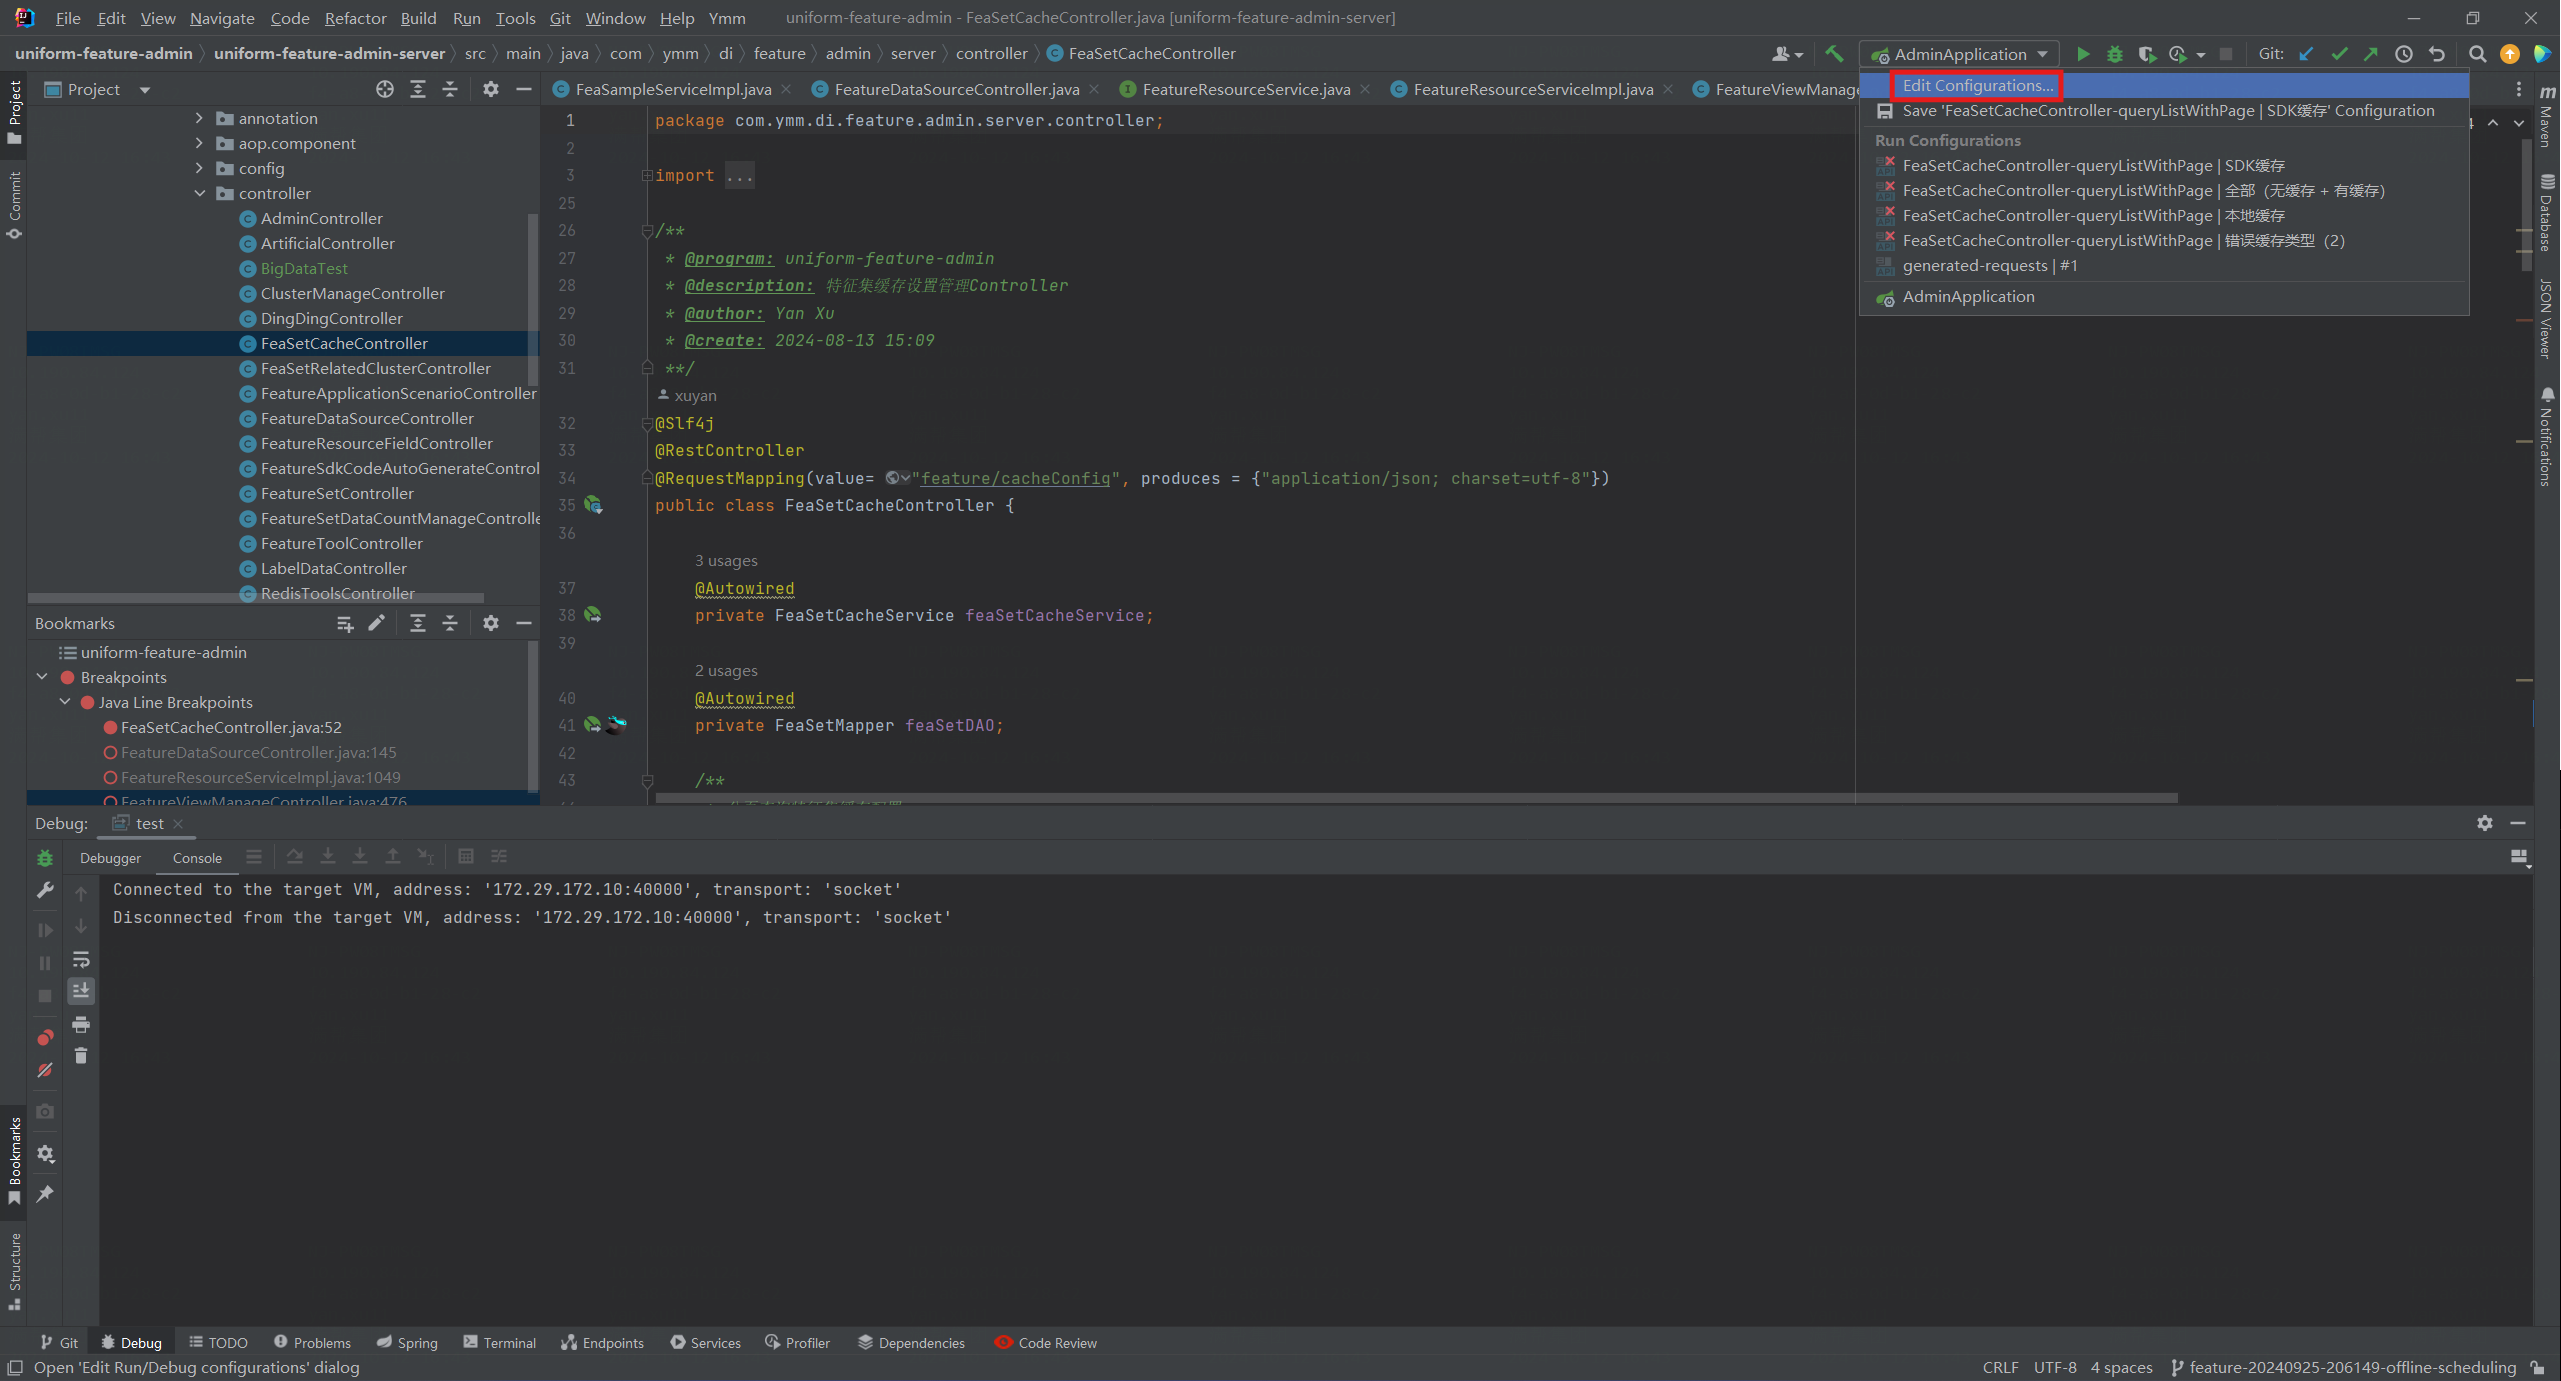 File Edit View Navigate Code Refactor Build Run Tools Git Window Help Ymm uniform-feature-admin - FeaSetCacheController.java [uniform-feature-admin-server]
uniform-feature-admin uniform-feature-admin-server src main java com ymm di feature admin server controller FeaSetCacheController AdminApplication Git:
Project FeaSampleServiceImpl.java FeatureDataSourceController.java FeatureResourceService.java FeatureResourceServiceImpl.java FeatureViewManage
Edit Configurations...
Save 'FeaSetCacheController-queryListWithPage | SDK缓存' Configuration
Run Configurations
FeaSetCacheController-queryListWithPage | SDK缓存
FeaSetCacheController-queryListWithPage | 全部（无缓存 + 有缓存）
FeaSetCacheController-queryListWithPage | 本地缓存
FeaSetCacheController-queryListWithPage | 错误缓存类型（2）
generated-requests | #1
AdminApplication
Project
Commit
Bookmarks
Structure
annotation
aop.component
config
controller
AdminController
ArtificialController
BigDataTest
ClusterManageController
DingDingController
FeaSetCacheController
FeaSetRelatedClusterController
FeatureApplicationScenarioController
FeatureDataSourceController
FeatureResourceFieldController
FeatureSdkCodeAutoGenerateControl
FeatureSetController
FeatureSetDataCountManageControlle
FeatureToolController
LabelDataController
RedisToolsController
Bookmarks
uniform-feature-admin
Breakpoints
Java Line Breakpoints
FeaSetCacheController.java:52
FeatureDataSourceController.java:145
FeatureResourceServiceImpl.java:1049
FeatureViewManageController.java:476
1 package com.ymm.di.feature.admin.server.controller;
2
3 import ...
25
26 /**
27 * @program: uniform-feature-admin
28 * @description: 特征集缓存设置管理Controller
29 * @author: Yan Xu
30 * @create: 2024-08-13 15:09
31 **/
xuyan
32 @Slf4j
33 @RestController
34 @RequestMapping(value= "feature/cacheConfig", produces = {"application/json; charset=utf-8"})
35 public class FeaSetCacheController {
36
3 usages
37 @Autowired
38 private FeaSetCacheService feaSetCacheService;
39
2 usages
40 @Autowired
41 private FeaSetMapper feaSetDAO;
42
43 /**
Maven
Database
JSON Viewer
Notifications
Debug: test
Debugger Console
Connected to the target VM, address: '172.29.172.10:40000', transport: 'socket'
Disconnected from the target VM, address: '172.29.172.10:40000', transport: 'socket'
Git Debug TODO Problems Spring Terminal Endpoints Services Profiler Dependencies Code Review
Open 'Edit Run/Debug configurations' dialog CRLF UTF-8 4 spaces feature-20240925-206149-offline-scheduling